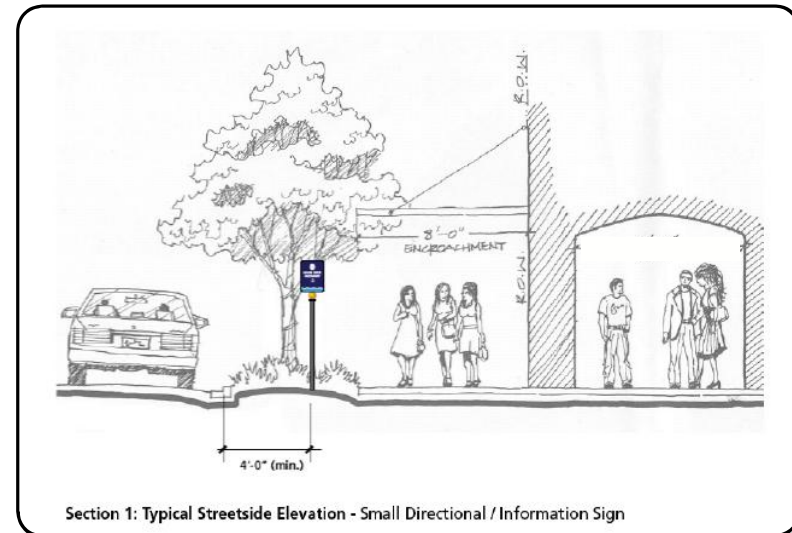 R.O.W.
8'-0"
ENCROACHMENT
R.O.W.
4'-0" (min.)
Section 1: Typical Streetside Elevation - Small Directional / Information Sign